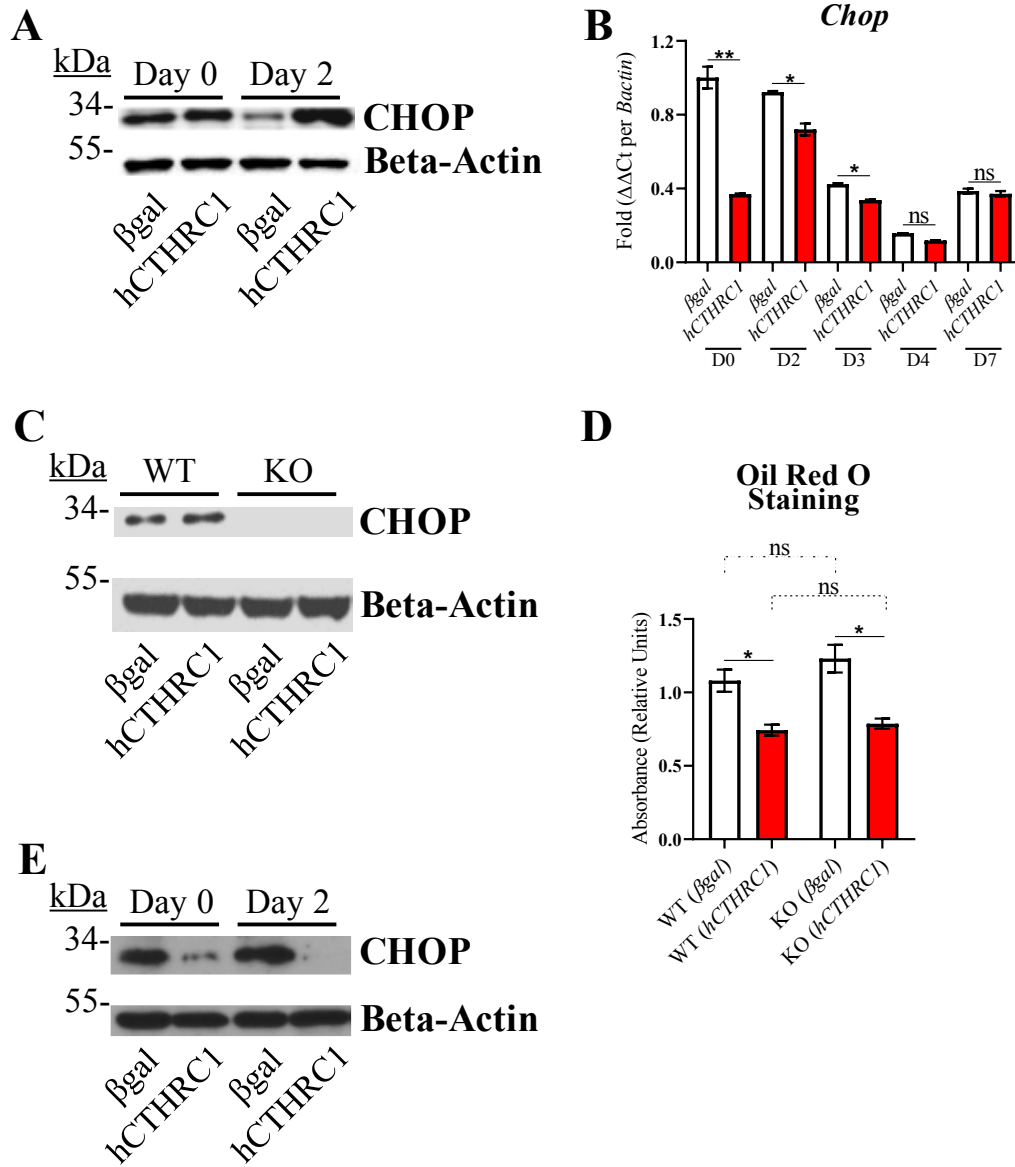 A
kDa
Day 0 Day 2
34-
CHOP
55-
Beta-Actin
βgal
hCTHRC1
βgal
hCTHRC1
B
Chop
Fold (ΔΔCt per Bactin)
1.2
0.8
0.4
0.0
**
*
*
ns
ns
βgal
hCTHRC1
βgal
hCTHRC1
βgal
hCTHRC1
βgal
hCTHRC1
βgal
hCTHRC1
D0 D2 D3 D4 D7
C
kDa
WT KO
34-
CHOP
55-
Beta-Actin
βgal
hCTHRC1
βgal
hCTHRC1
D
Oil Red O
Staining
ns
ns
Absorbance (Relative Units)
1.5
1.0
0.5
0.0
*
*
WT (βgal)
WT (hCTHRC1)
KO (βgal)
KO (hCTHRC1)
E
kDa
Day 0 Day 2
34-
CHOP
55-
Beta-Actin
βgal
hCTHRC1
βgal
hCTHRC1